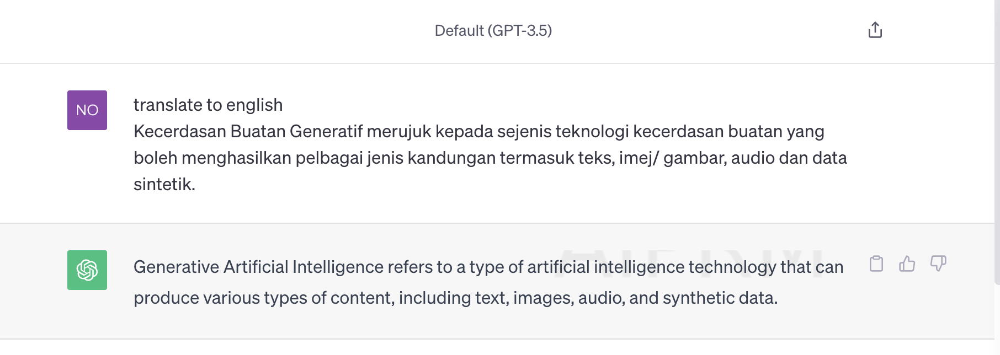 Default (GPT-3.5)
NO
translate to english
Kecerdasan Buatan Generatif merujuk kepada sejenis teknologi kecerdasan buatan yang
boleh menghasilkan pelbagai jenis kandungan termasuk teks, imej/ gambar, audio dan data
sintetik.
Generative Artificial Intelligence refers to a type of artificial intelligence technology that can
produce various types of content, including text, images, audio, and synthetic data.